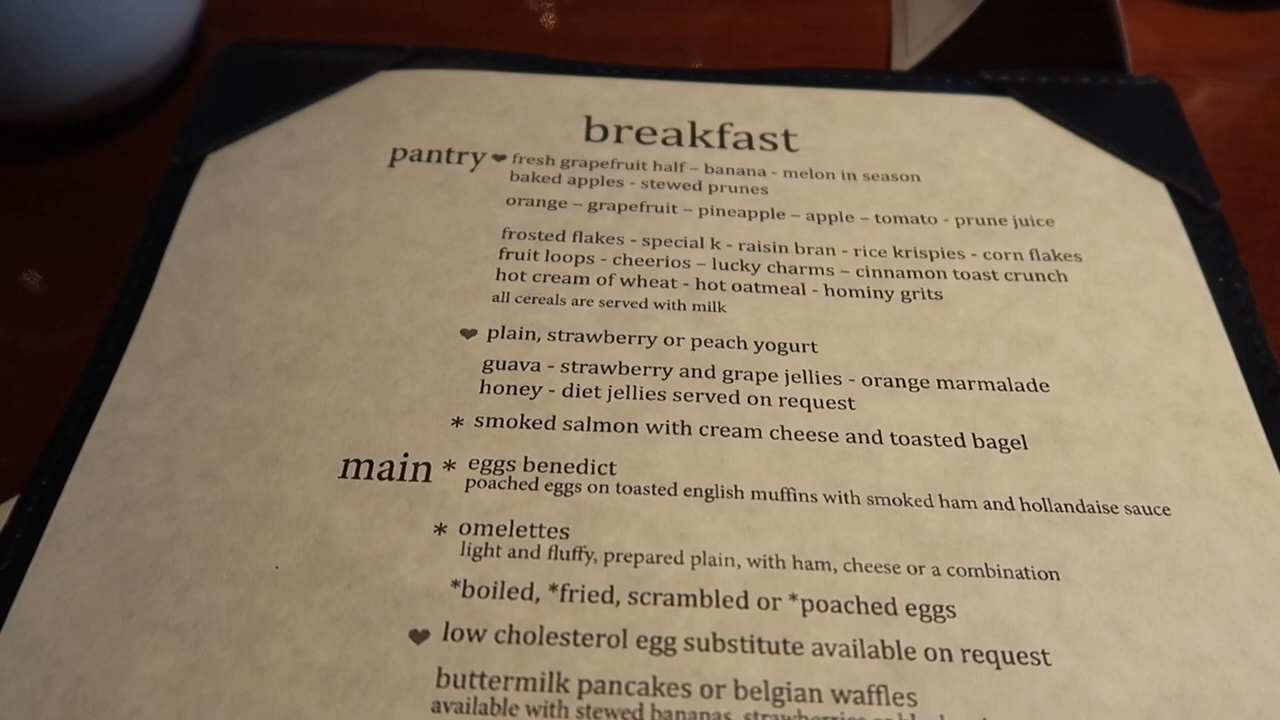 breakfast
pantry ❤ fresh grapefruit half – banana - melon in season
baked apples - stewed prunes
orange – grapefruit – pineapple – apple – tomato - prune juice
frosted flakes - special k - raisin bran - rice krispies - corn flakes
fruit loops - cheerios – lucky charms – cinnamon toast crunch
hot cream of wheat - hot oatmeal - hominy grits
all cereals are served with milk
❤ plain, strawberry or peach yogurt
guava - strawberry and grape jellies - orange marmalade
honey - diet jellies served on request
* smoked salmon with cream cheese and toasted bagel
main * eggs benedict
poached eggs on toasted english muffins with smoked ham and hollandaise sauce
* omelettes
light and fluffy, prepared plain, with ham, cheese or a combination
*boiled, *fried, scrambled or *poached eggs
❤ low cholesterol egg substitute available on request
buttermilk pancakes or belgian waffles
available with stewed bananas, strawberries